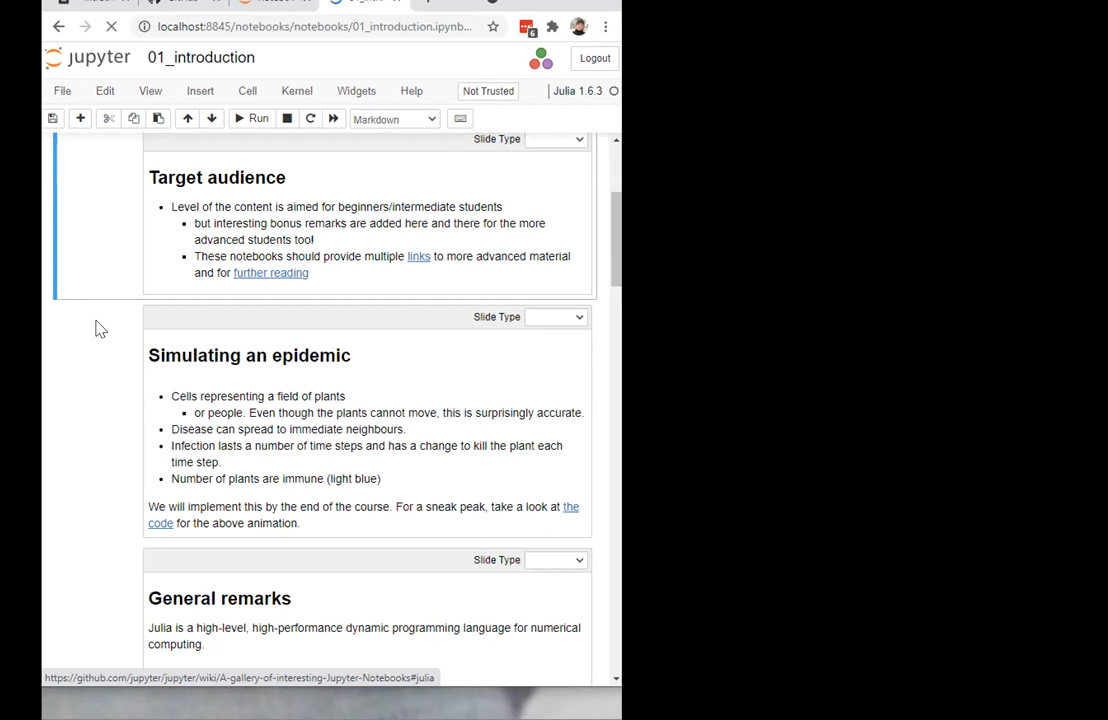 localhost:8845/notebooks/notebooks/01_introduction.ipynb...
6
jupyter 01_introduction
Logout
File Edit View Insert Cell Kernel Widgets Help Not Trusted Julia 1.6.3
Run Markdown
Slide Type
Target audience
Level of the content is aimed for beginners/intermediate students
but interesting bonus remarks are added here and there for the more
advanced students too!
These notebooks should provide multiple links to more advanced material
and for further reading
Slide Type
Simulating an epidemic
Cells representing a field of plants
or people. Even though the plants cannot move, this is surprisingly accurate.
Disease can spread to immediate neighbours.
Infection lasts a number of time steps and has a change to kill the plant each
time step.
Number of plants are immune (light blue)
We will implement this by the end of the course. For a sneak peak, take a look at the
code for the above animation.
Slide Type
General remarks
Julia is a high-level, high-performance dynamic programming language for numerical
computing.
https://github.com/jupyter/jupyter/wiki/A-gallery-of-interesting-Jupyter-Notebooks#julia